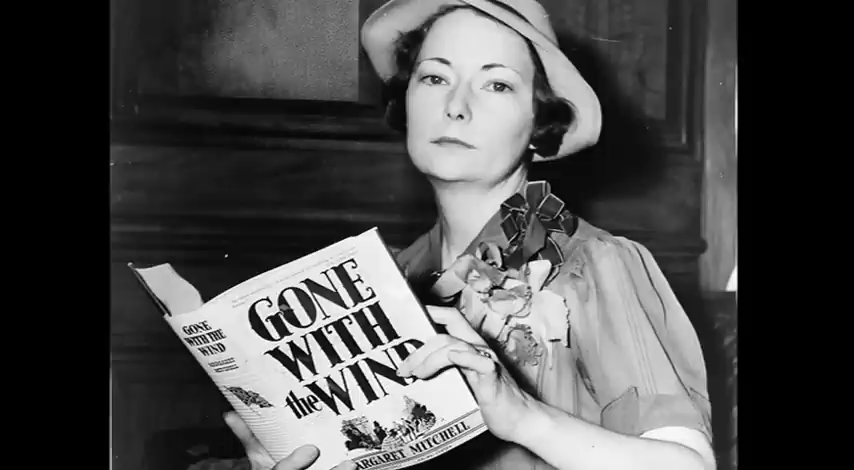 GONE
WITH THE
WIND
GONE
WITH
the WIND
ARGARET MITCHELL